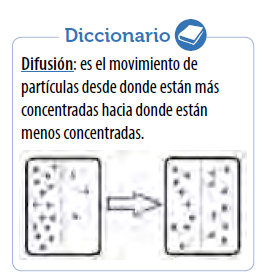 Diccionario
Difusión: es el movimiento de
partículas desde donde están más
concentradas hacia donde están
menos concentradas.